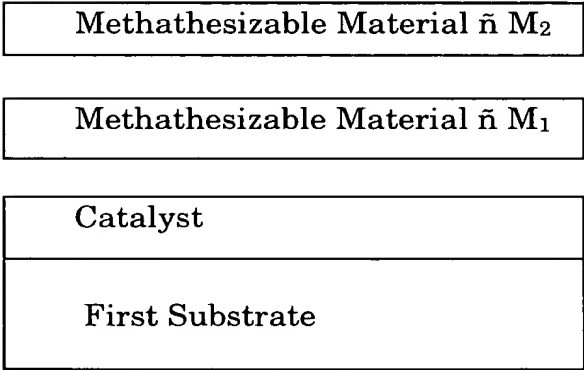 Methathesizable Material ñ M₂
Methathesizable Material ñ M₁
Catalyst
First Substrate